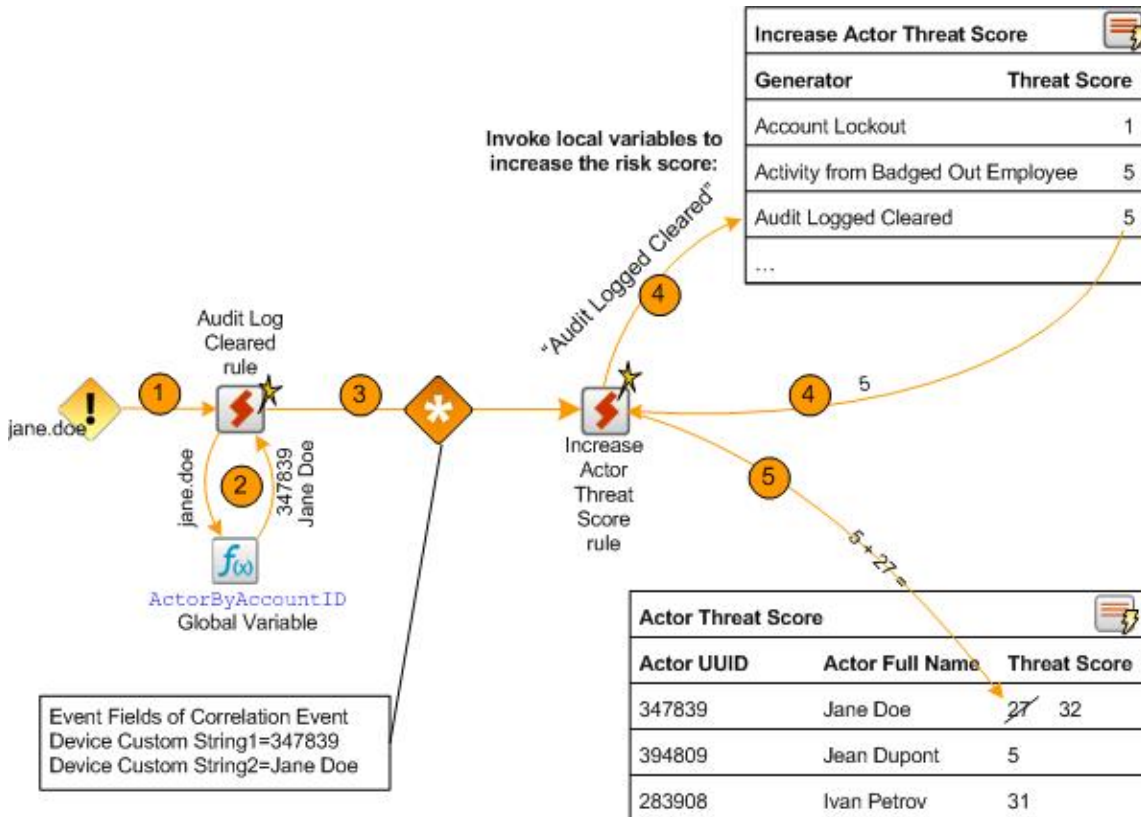 Increase Actor Threat Score
Generator Threat Score
Account Lockout 1
Activity from Badged Out Employee 5
Audit Logged Cleared 5
...
Invoke local variables to
increase the risk score:
“Audit Logged Cleared”
4
4
5
Audit Log
Cleared
rule
1
3
!
*
jane.doe
jane.doe
2
347839
Jane Doe
f(x)
ActorByAccountID
Global Variable
Increase
Actor
Threat
Score
rule
5
5 + 27 =
Event Fields of Correlation Event
Device Custom String1=347839
Device Custom String2=Jane Doe
Actor Threat Score
Actor UUID Actor Full Name Threat Score
347839 Jane Doe 27 32
394809 Jean Dupont 5
283908 Ivan Petrov 31